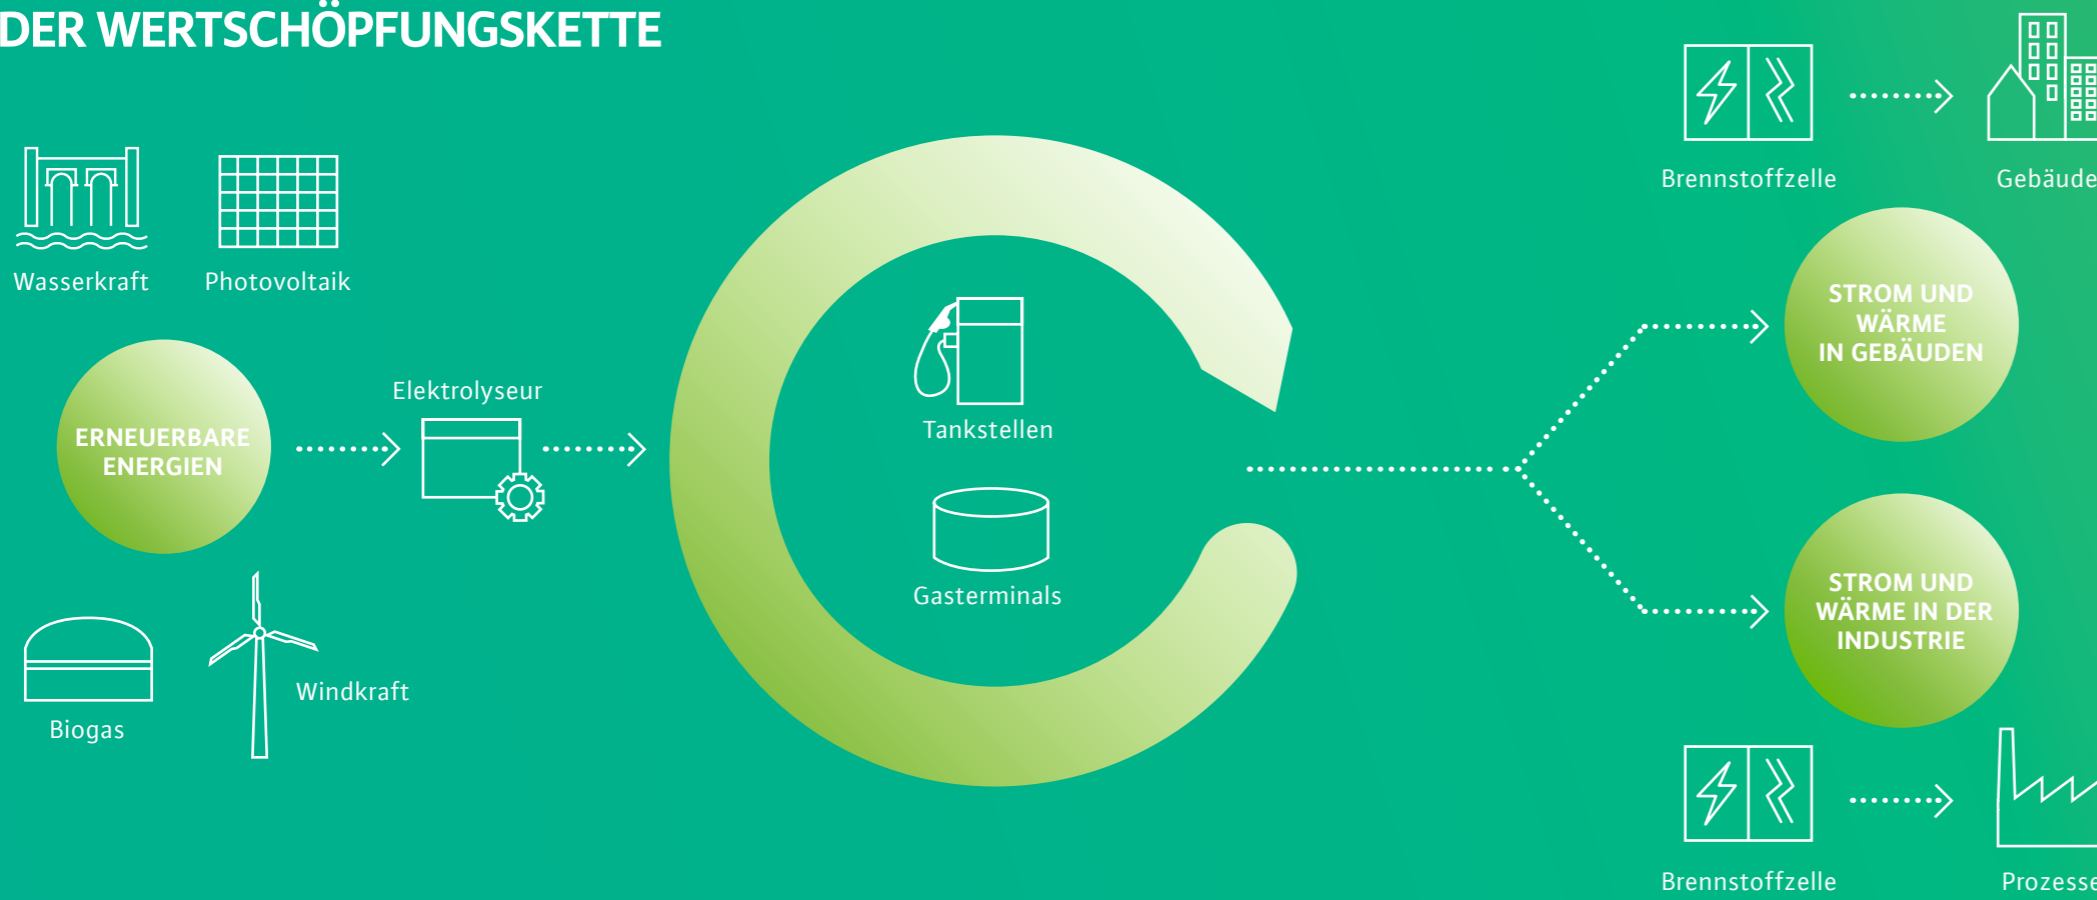 DER WERTSCHÖPFUNGSKETTE
Wasserkraft
Photovoltaik
ERNEUERBARE
ENERGIEN
Elektrolyseur
Biogas
Windkraft
Tankstellen
Gasterminals
Brennstoffzelle
Gebäude
STROM UND
WÄRME
IN GEBÄUDEN
STROM UND
WÄRME IN DER
INDUSTRIE
Brennstoffzelle
Prozesse